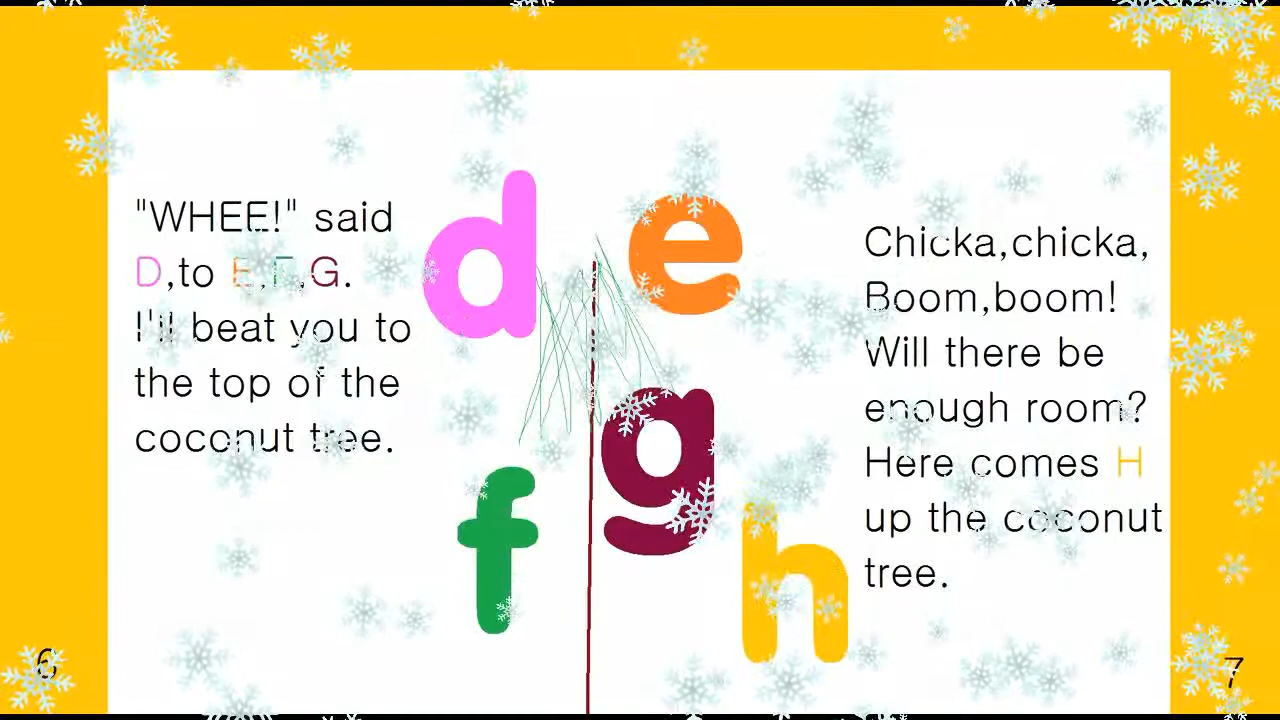 "WHEE!" said
D,to E,F,G.
I'll beat you to
the top of the
coconut tree.
d e
f g
h
Chicka,chicka,
Boom,boom!
Will there be
enough room?
Here comes H
up the coconut
tree.
6
7